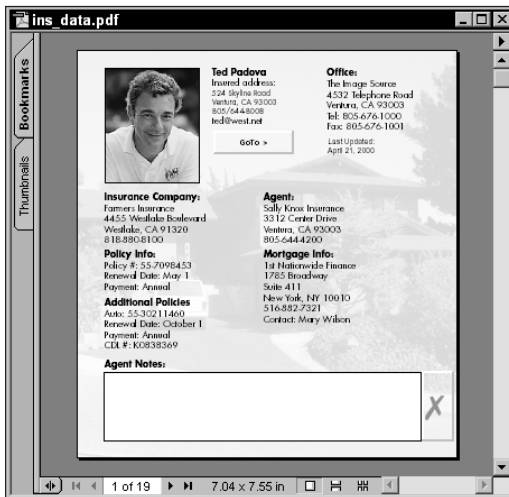 ins_data.pdf
Bookmarks
Thumbnails
Ted Padova
Insured address:
524 Skyline Road
Ventura, CA 93003
805/644-8008
ted@west.net
GoTo >
Office:
The Image Source
4532 Telephone Road
Ventura, CA 93003
Tel: 805-676-1000
Fax: 805-676-1001
Last Updated:
April 21, 2000
Insurance Company:
Farmers Insurance
4455 Westlake Boulevard
Westlake, CA 91320
818-880-8100
Agent:
Sally Knox Insurance
3312 Center Drive
Ventura, CA 93003
805-644-4200
Policy Info:
Policy #: 55-7098453
Renewal Date: May 1
Payment: Annual
Mortgage Info:
1st Nationwide Finance
1785 Broadway
Suite 411
New York, NY 10010
516-882-7321
Contact: Mary Wilson
Additional Policies
Auto: 55-30211460
Renewal Date: October 1
Payment: Annual
CDL #: K0838369
Agent Notes:
X
1 of 19
7.04 x 7.55 in